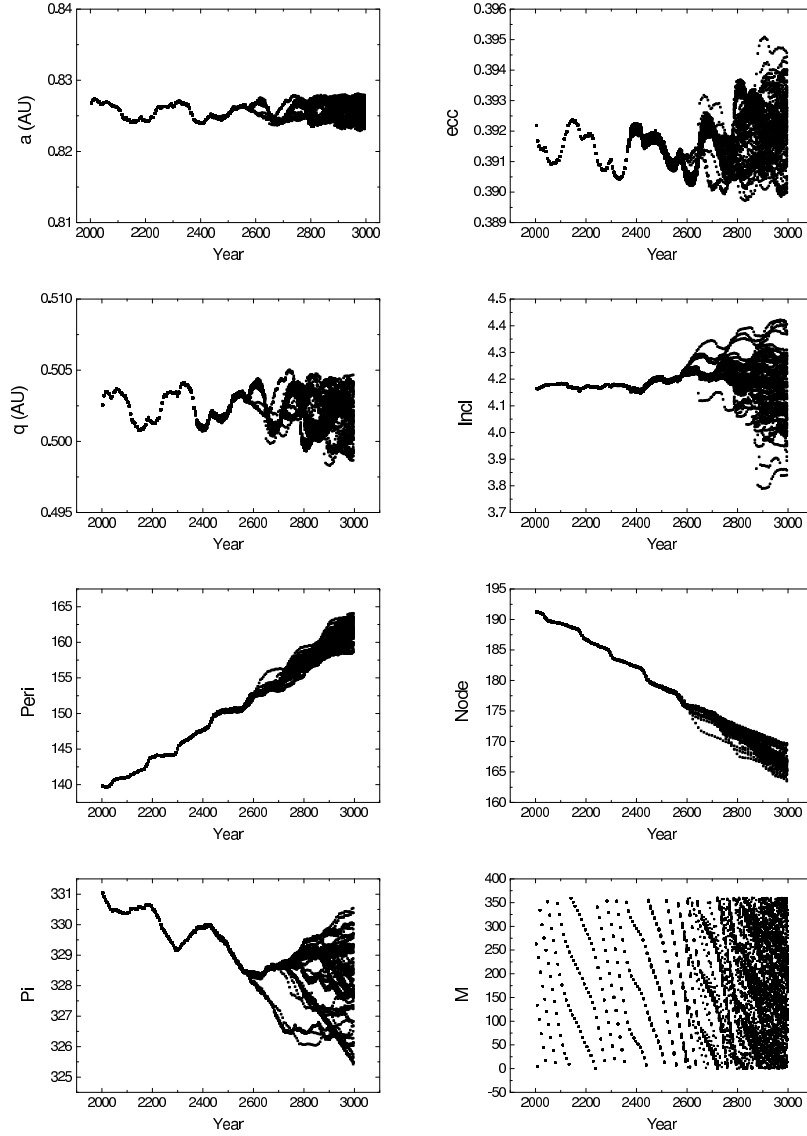 0.84
0.83
0.82
0.81
a (AU)
2000 2200 2400 2600 2800 3000
Year
0.396
0.395
0.394
0.393
0.392
0.391
0.390
0.389
ecc
2000 2200 2400 2600 2800 3000
Year
0.510
0.505
0.500
0.495
q (AU)
2000 2200 2400 2600 2800 3000
Year
4.5
4.4
4.3
4.2
4.1
4.0
3.9
3.8
3.7
Incl
2000 2200 2400 2600 2800 3000
Year
165
160
155
150
145
140
Peri
2000 2200 2400 2600 2800 3000
Year
195
190
185
180
175
170
165
160
Node
2000 2200 2400 2600 2800 3000
Year
331
330
329
328
327
326
325
Pi
2000 2200 2400 2600 2800 3000
Year
400
350
300
250
200
150
100
50
0
-50
M
2000 2200 2400 2600 2800 3000
Year